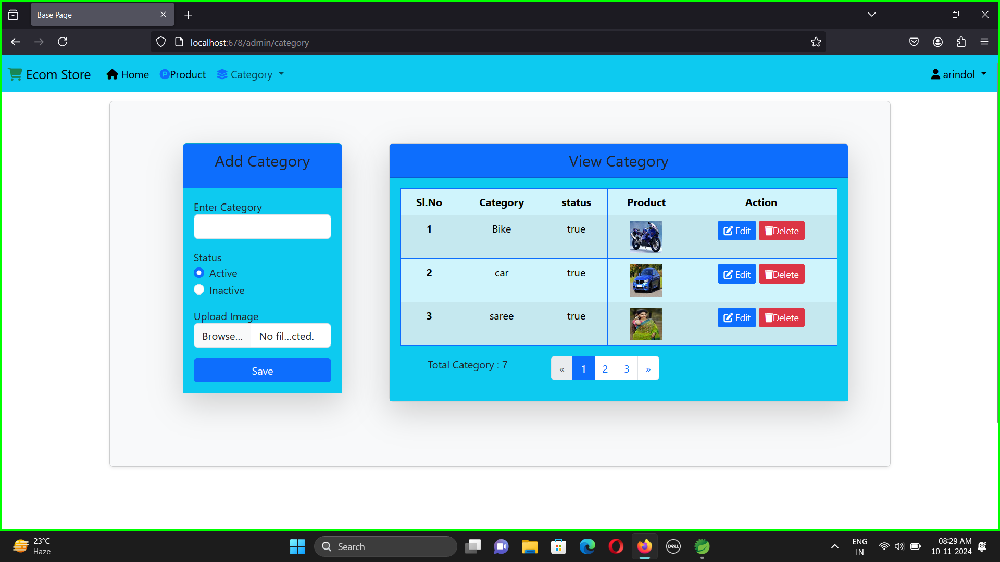 Base Page
localhost:678/admin/category
Ecom Store
Home
Product
Category
arindol
Add Category
Enter Category
Status
Active
Inactive
Upload Image
Browse... No fil...cted.
Save
View Category
Sl.No Category status Product Action
1 Bike true Edit Delete
2 car true Edit Delete
3 saree true Edit Delete
Total Category : 7
« 1 2 3 »
23°C
Haze
Search
DELL
ENG
IN
08:29 AM
10-11-2024